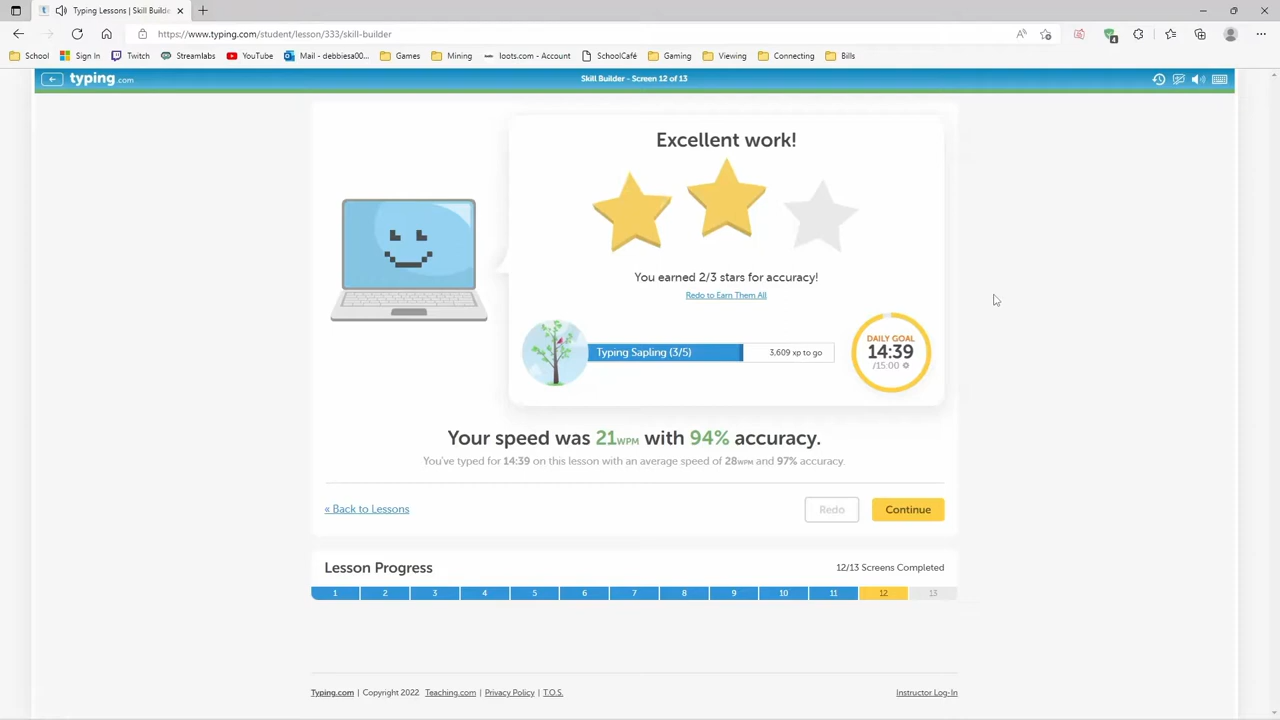 Typing Lessons | Skill Builde
https://www.typing.com/student/lesson/333/skill-builder
School Sign In Twitch Streamlabs YouTube Mail - debbiesa00... Games Mining loots.com - Account SchoolCafé Gaming Viewing Connecting Bills
typing.com Skill Builder - Screen 12 of 13
Excellent work!
You earned 2/3 stars for accuracy!
Redo to Earn Them All
Typing Sapling (3/5) 3,609 xp to go
DAILY GOAL
14:39
/15:00
Your speed was 21WPM with 94% accuracy.
You've typed for 14:39 on this lesson with an average speed of 28WPM and 97% accuracy.
« Back to Lessons Redo Continue
Lesson Progress 12/13 Screens Completed
1 2 3 4 5 6 7 8 9 10 11 12 13
Typing.com | Copyright 2022 Teaching.com | Privacy Policy | T.O.S. Instructor Log-In